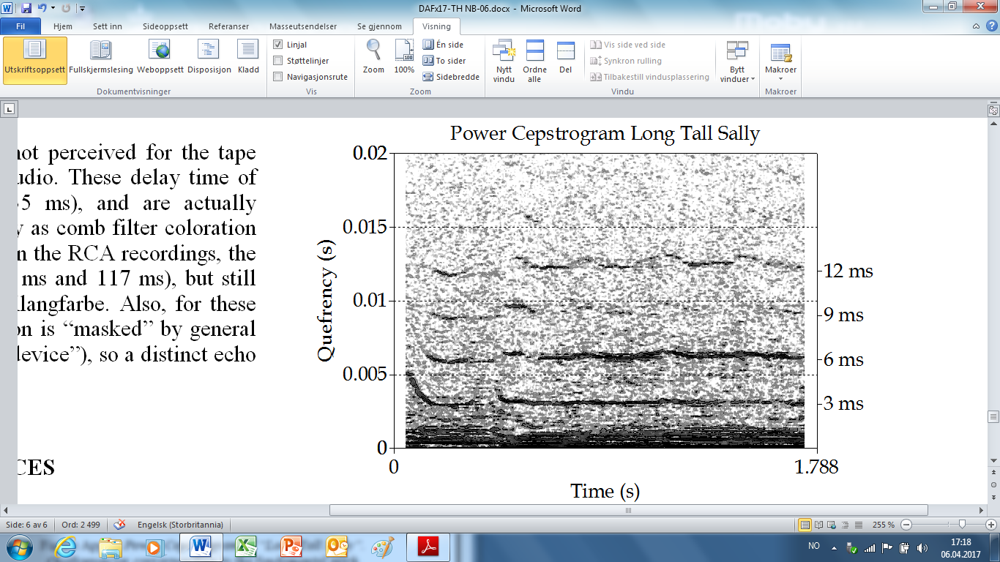 DAFx17-TH NB-06.docx - Microsoft Word
Fil Hjem Sett inn Sideoppsett Referanser Masseutsendelser Se gjennom Visning
Utskriftsoppsett Fullskjermslesing Weboppsett Disposisjon Kladd
Dokumentvisninger
Linjal
Støttelinjer
Navigasjonsrute
Vis
Zoom
100%
Én side
To sider
Sidebredde
Zoom
Nytt vindu
Ordne alle
Del
Vis side ved side
Synkron rulling
Tilbakestill vindusplassering
Vindu
Bytt vinduer
Makroer
Makroer
not perceived for the tape
udio. These delay time of
5 ms), and are actually
y as comb filter coloration
n the RCA recordings, the
ms and 117 ms), but still
langfarbe. Also, for these
on is “masked” by general
device”), so a distinct echo
CES
Power Cepstrogram Long Tall Sally
0.02
0.015
0.01
0.005
0
Quefrency (s)
12 ms
9 ms
6 ms
3 ms
0 1.788
Time (s)
Side: 6 av 6 Ord: 2 499 Engelsk (Storbritannia) 255 %
NO 17:18
06.04.2017